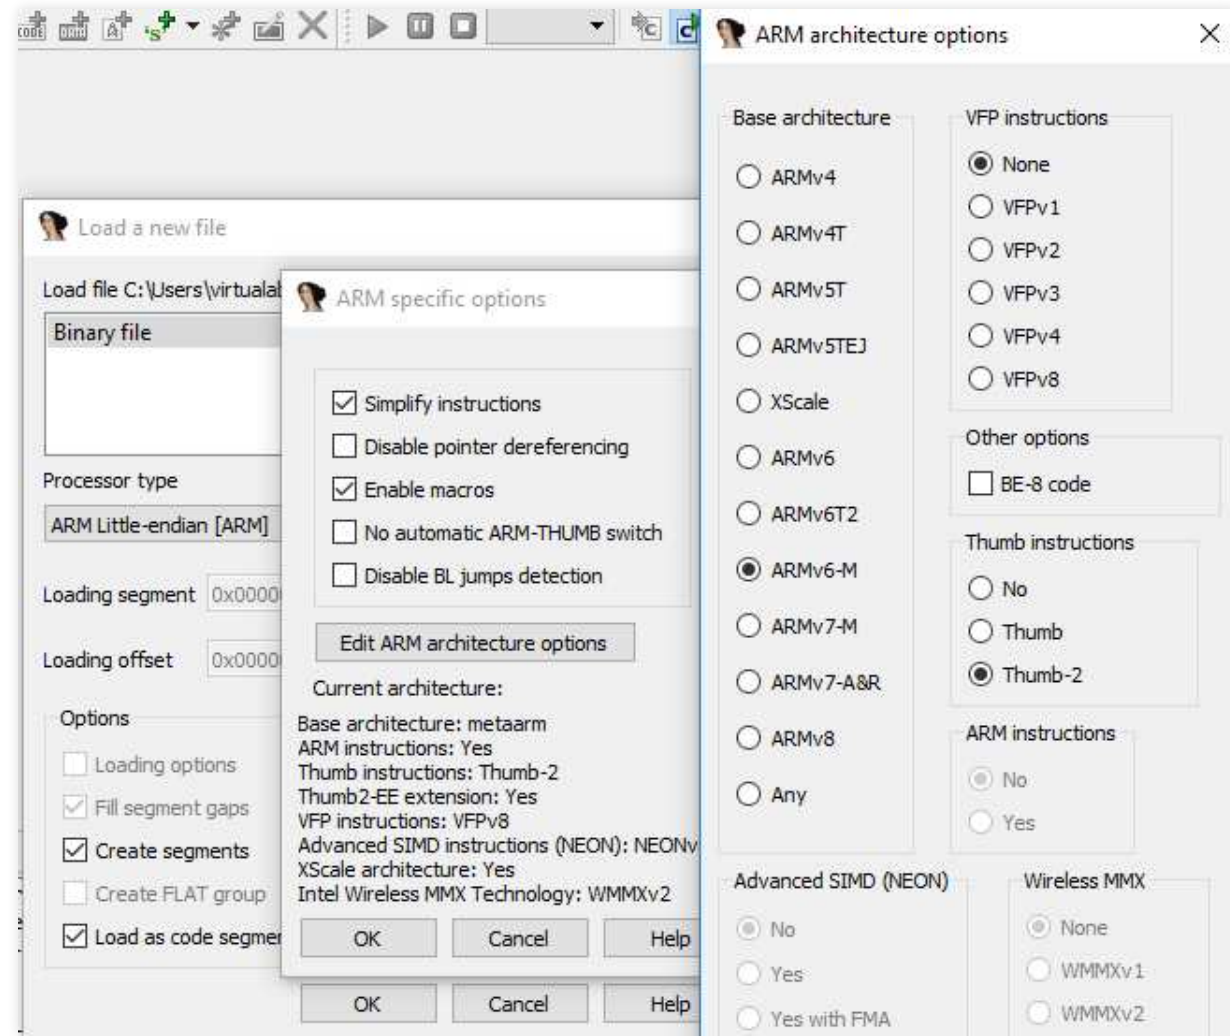 ARM architecture options
Base architecture
ARMv4
ARMv4T
ARMv5T
ARMv5TEJ
XScale
ARMv6
ARMv6T2
ARMv6-M
ARMv7-M
ARMv7-A&R
ARMv8
Any
VFP instructions
None
VFPv1
VFPv2
VFPv3
VFPv4
VFPv8
Other options
BE-8 code
Thumb instructions
No
Thumb
Thumb-2
ARM instructions
No
Yes
Advanced SIMD (NEON)
No
Yes
Yes with FMA
Wireless MMX
None
WMMXv1
WMMXv2
ARM specific options
Simplify instructions
Disable pointer dereferencing
Enable macros
No automatic ARM-THUMB switch
Disable BL jumps detection
Edit ARM architecture options
Current architecture:
Base architecture: metaarm
ARM instructions: Yes
Thumb instructions: Thumb-2
Thumb2-EE extension: Yes
VFP instructions: VFPv8
Advanced SIMD instructions (NEON): NEONv
XScale architecture: Yes
Intel Wireless MMX Technology: WMMXv2
OK Cancel Help
Load a new file
Load file C:\Users\virtualab
Binary file
Processor type
ARM Little-endian [ARM]
Loading segment 0x0000
Loading offset 0x0000
Options
Loading options
Fill segment gaps
Create segments
Create FLAT group
Load as code segmen
OK Cancel Help